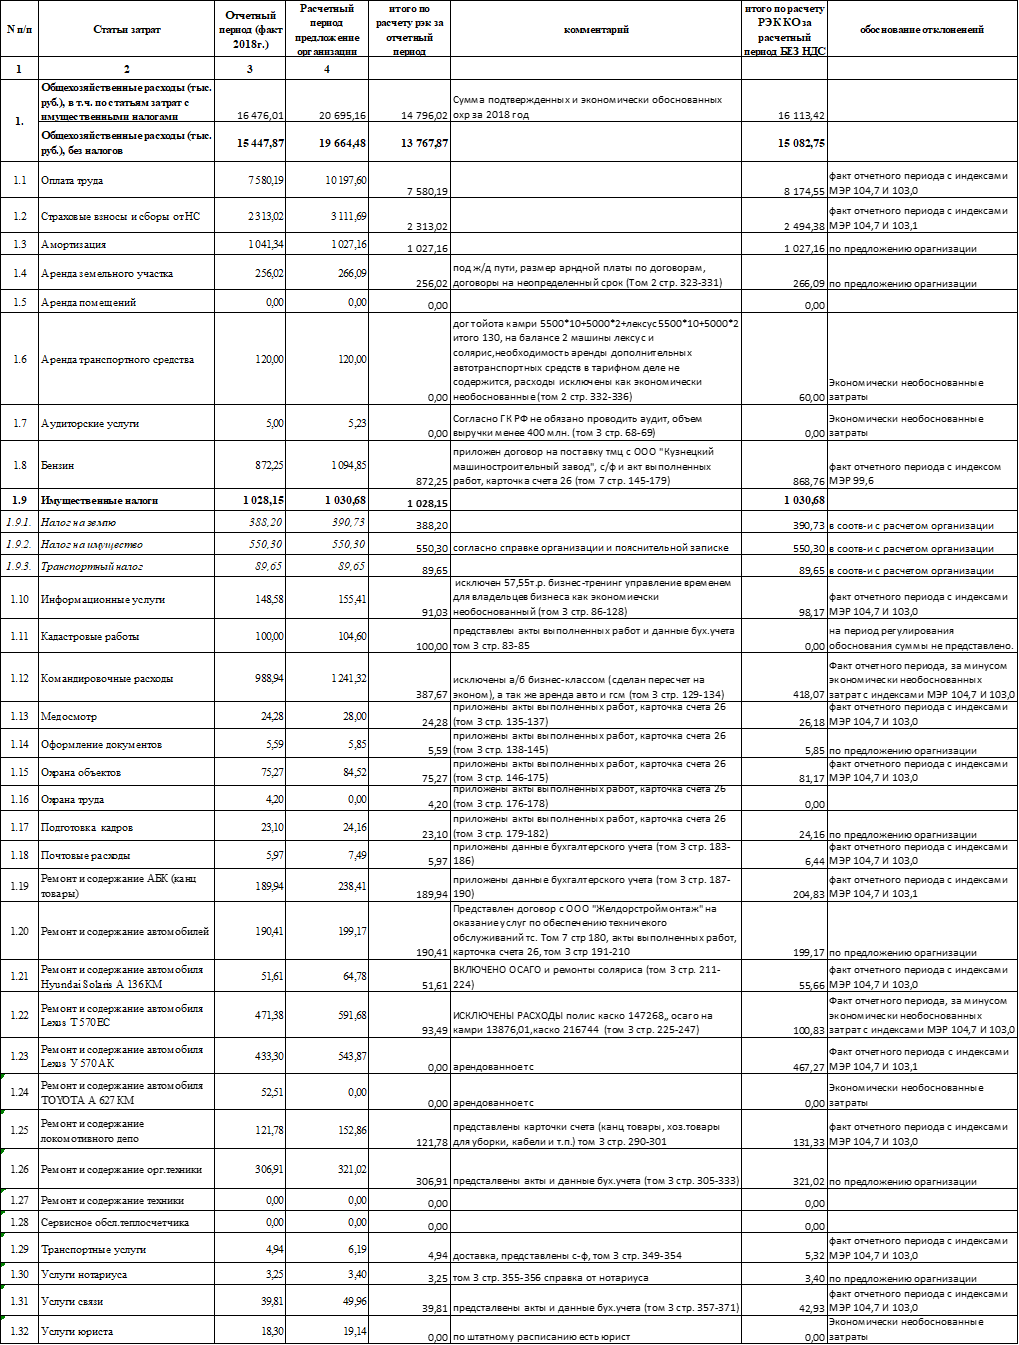 N п/п
Статьи затрат
Отчетный
период (факт
2018г.)
Расчетный
период
предложение
организации
итого по
расчету рэк за
отчетный
период
комментарий
итого по расчету
РЭК КО за
расчетный
период БЕЗ НДС
обоснование отклонений
1 2 3 4
1.
Общехозяйственные расходы (тыс.
руб.), в т.ч. по статьям затрат с
имущественными налогами
16 476,01 20 695,16 14 796,02
Сумма подтвержденных и экономически обоснованных
охр за 2018 год
16 113,42
Общехозяйственные расходы (тыс.
руб.), без налогов
15 447,87 19 664,48 13 767,87 15 082,75
1.1 Оплата труда 7 580,19 10 197,60 7 580,19 8 174,55
факт отчетного периода с индексами
МЭР 104,7 И 103,0
1.2 Страховые взносы и сборы от НС 2 313,02 3 111,69 2 313,02 2 494,38
факт отчетного периода с индексами
МЭР 104,7 И 103,1
1.3 Амортизация 1 041,34 1 027,16 1 027,16 1 027,16 по предложению орагнизации
1.4 Аренда земельного участка 256,02 266,09 256,02
под ж/д пути, размер арндной платы по договорам,
договоры на неопределенный срок (Том 2 стр. 323-331)
266,09 по предложению орагнизации
1.5 Аренда помещений 0,00 0,00 0,00 0,00
1.6 Аренда транспортного средства 120,00 120,00 0,00
дог тойота камри 5500*10+5000*2+лексус 5500*10+5000*2
итого 130, на балансе 2 машины лексус и
солярис,необходимость аренды дополнительных
автотранспортных средств в тарифном деле не
содержится, расходы исключены как экономически
необоснованные (том 2 стр. 332-336)
60,00
Экономически необоснованные
затраты
1.7 Аудиторские услуги 5,00 5,23 0,00
Согласно ГК РФ не обязано проводить аудит, объем
выручки менее 400 млн. (том 3 стр. 68-69)
0,00
Экономически необоснованные
затраты
1.8 Бензин 872,25 1 094,85 872,25
приложен договор на поставку тмц с ООО "Кузнецкий
машиностроительный завод", с/ф и акт выполненных
работ, карточка счета 26 (том 7 стр. 145-179)
868,76
факт отчетного периода с индексом
МЭР 99,6
1.9 Имущественные налоги 1 028,15 1 030,68 1 028,15 1 030,68
1.9.1. Налог на землю 388,20 390,73 388,20 390,73 в соотв-и с расчетом организации
1.9.2. Налог на имущество 550,30 550,30 550,30 согласно справке организации и пояснительной записке 550,30 в соотв-и с расчетом организации
1.9.3. Транспортный налог 89,65 89,65 89,65 89,65 в соотв-и с расчетом организации
1.10 Информационные услуги 148,58 155,41 91,03
исключен 57,55т.р. бизнес-тренинг управление временем
для владельцев бизнеса как экономиечски
необоснованный (том 3 стр. 86-128)
98,17
факт отчетного периода с индексами
МЭР 104,7 И 103,0
1.11 Кадастровые работы 100,00 104,60 100,00
представлеы акты выполненных работ и данные бух.учета
том 3 стр. 83-85
0,00
на период регулирования
обоснования суммы не представлено.
1.12 Командировочные расходы 988,94 1 241,32 387,67
исключены а/б бизнес-классом (сделан пересчет на
эконом), а так же аренда авто и гсм (том 3 стр. 129-134)
418,07
Факт отчетного периода, за минусом
экономически необоснованных
затрат с индексами МЭР 104,7 И 103,0
1.13 Медосмотр 24,28 28,00 24,28
приложены акты выполненных работ, карточка счета 26
(том 3 стр. 135-137)
26,18
факт отчетного периода с индексами
МЭР 104,7 И 103,0
1.14 Оформление документов 5,59 5,85 5,59
приложены акты выполненных работ, карточка счета 26
(том 3 стр. 138-145)
5,85 по предложению орагнизации
1.15 Охрана объектов 75,27 84,52 75,27
приложены акты выполненных работ, карточка счета 26
(том 3 стр. 146-175)
81,17
факт отчетного периода с индексами
МЭР 104,7 И 103,0
1.16 Охрана труда 4,20 0,00 4,20
приложены акты выполненных работ, карточка счета 26
(том 3 стр. 176-178)
0,00
1.17 Подготовка кадров 23,10 24,16 23,10
приложены акты выполненных работ, карточка счета 26
(том 3 стр. 179-182)
24,16 по предложению орагнизации
1.18 Почтовые расходы 5,97 7,49 5,97
приложены данные бухгалтерского учета (том 3 стр. 183-
186)
6,44
факт отчетного периода с индексами
МЭР 104,7 И 103,0
1.19
Ремонт и содержание АБК (канц
товары)
189,94 238,41 189,94
приложены данные бухгалтерского учета (том 3 стр. 187-
190)
204,83
факт отчетного периода с индексами
МЭР 104,7 И 103,1
1.20 Ремонт и содержание автомобилей 190,41 199,17 190,41
Представлен договор с ООО "Желдорстроймонтаж" на
оказание услуг по обеспечению техничекого
обслуживаний тс. Том 7 стр 180, акты выполненных работ,
карточка счета 26, том 3 стр 191-210
199,17 по предложению орагнизации
1.21
Ремонт и содержание автомобиля
Hyundai Solaris А 136 КМ
51,61 64,78 51,61
ВКЛЮЧЕНО ОСАГО и ремонты соляриса (том 3 стр. 211-
224)
55,66
факт отчетного периода с индексами
МЭР 104,7 И 103,0
1.22
Ремонт и содержание автомобиля
Lexus Т 570 ЕС
471,38 591,68 93,49
ИСКЛЮЧЕНЫ РАСХОДЫ полис каско 147268,, осаго на
камри 13876,01,каско 216744 (том 3 стр. 225-247)
100,83
Факт отчетного периода, за минусом
экономически необоснованных
затрат с индексами МЭР 104,7 И 103,0
1.23
Ремонт и содержание автомобиля
Lexus У 570 АК
433,30 543,87 0,00 арендованное тс 467,27
Факт отчетного периода с индексами
МЭР 104,7 И 103,1
1.24
Ремонт и содержание автомобиля
TOYOTA А 627 КМ
52,51 0,00 0,00 арендованное тс 0,00
Экономически необоснованные
затраты
1.25
Ремонт и содержание
локомотивного депо
121,78 152,86 121,78
представлены карточки счета (канц товары, хоз.товары
для уборки, кабели и т.п.) том 3 стр. 290-301
131,33
факт отчетного периода с индексами
МЭР 104,7 И 103,0
1.26 Ремонт и содержание орг.техники 306,91 321,02 306,91 предсталвены акты и данные бух.учета (том 3 стр. 305-333) 321,02 по предложению орагнизации
1.27 Ремонт и содержание техники 0,00 0,00 0,00 0,00
1.28 Сервисное обсл.теплосчетчика 0,00 0,00 0,00 0,00
1.29 Транспортные услуги 4,94 6,19 4,94 доставка, представлены с-ф, том 3 стр. 349-354 5,32
факт отчетного периода с индексами
МЭР 104,7 И 103,0
1.30 Услуги нотариуса 3,25 3,40 3,25 том 3 стр. 355-356 справка от нотариуса 3,40 по предложению орагнизации
1.31 Услуги связи 39,81 49,96 39,81 предсталвены акты и данные бух.учета (том 3 стр. 357-371) 42,93
факт отчетного периода с индексами
МЭР 104,7 И 103,0
1.32 Услуги юриста 18,30 19,14 0,00 по штатному расписанию есть юрист 0,00
Экономически необоснованные
затраты